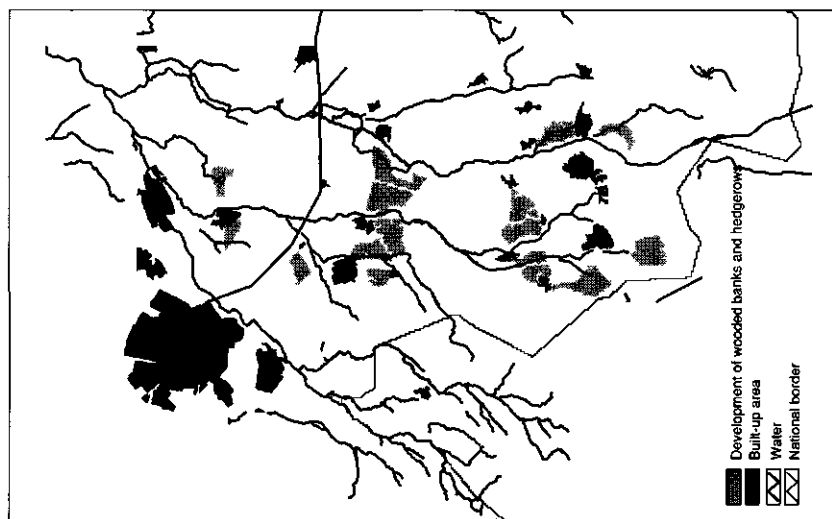 Development of wooded banks and hedgerows
Built-up area
Water
National border